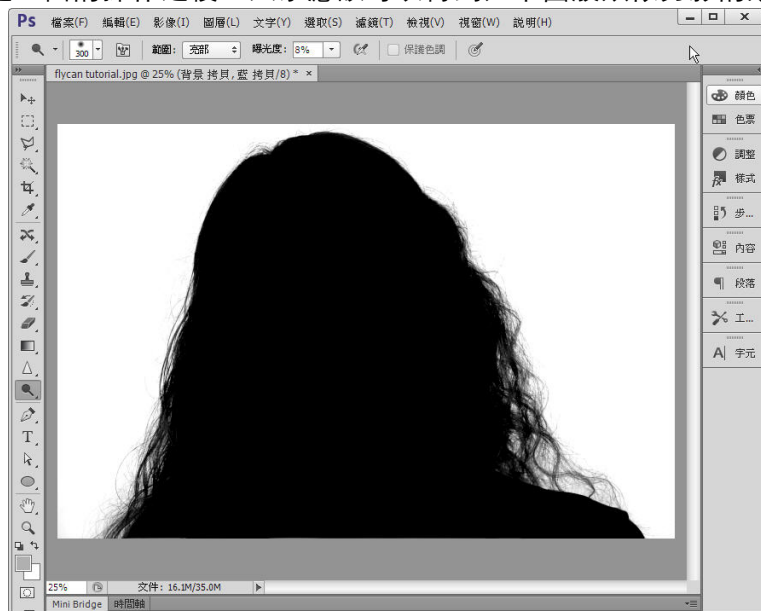 Ps 檔案(F) 編輯(E) 影像(I) 圖層(L) 文字(Y) 選取(S) 濾鏡(T) 檢視(V) 視窗(W) 說明(H)
300 範圍: 亮部 曝光度: 8% 保護色調
flycan tutorial.jpg @ 25% (背景 拷貝, 藍 拷貝/8) * ×
顏色
色票
調整
樣式
步...
內容
段落
工...
字元
25% 文件: 16.1M/35.0M
Mini Bridge 時間軸